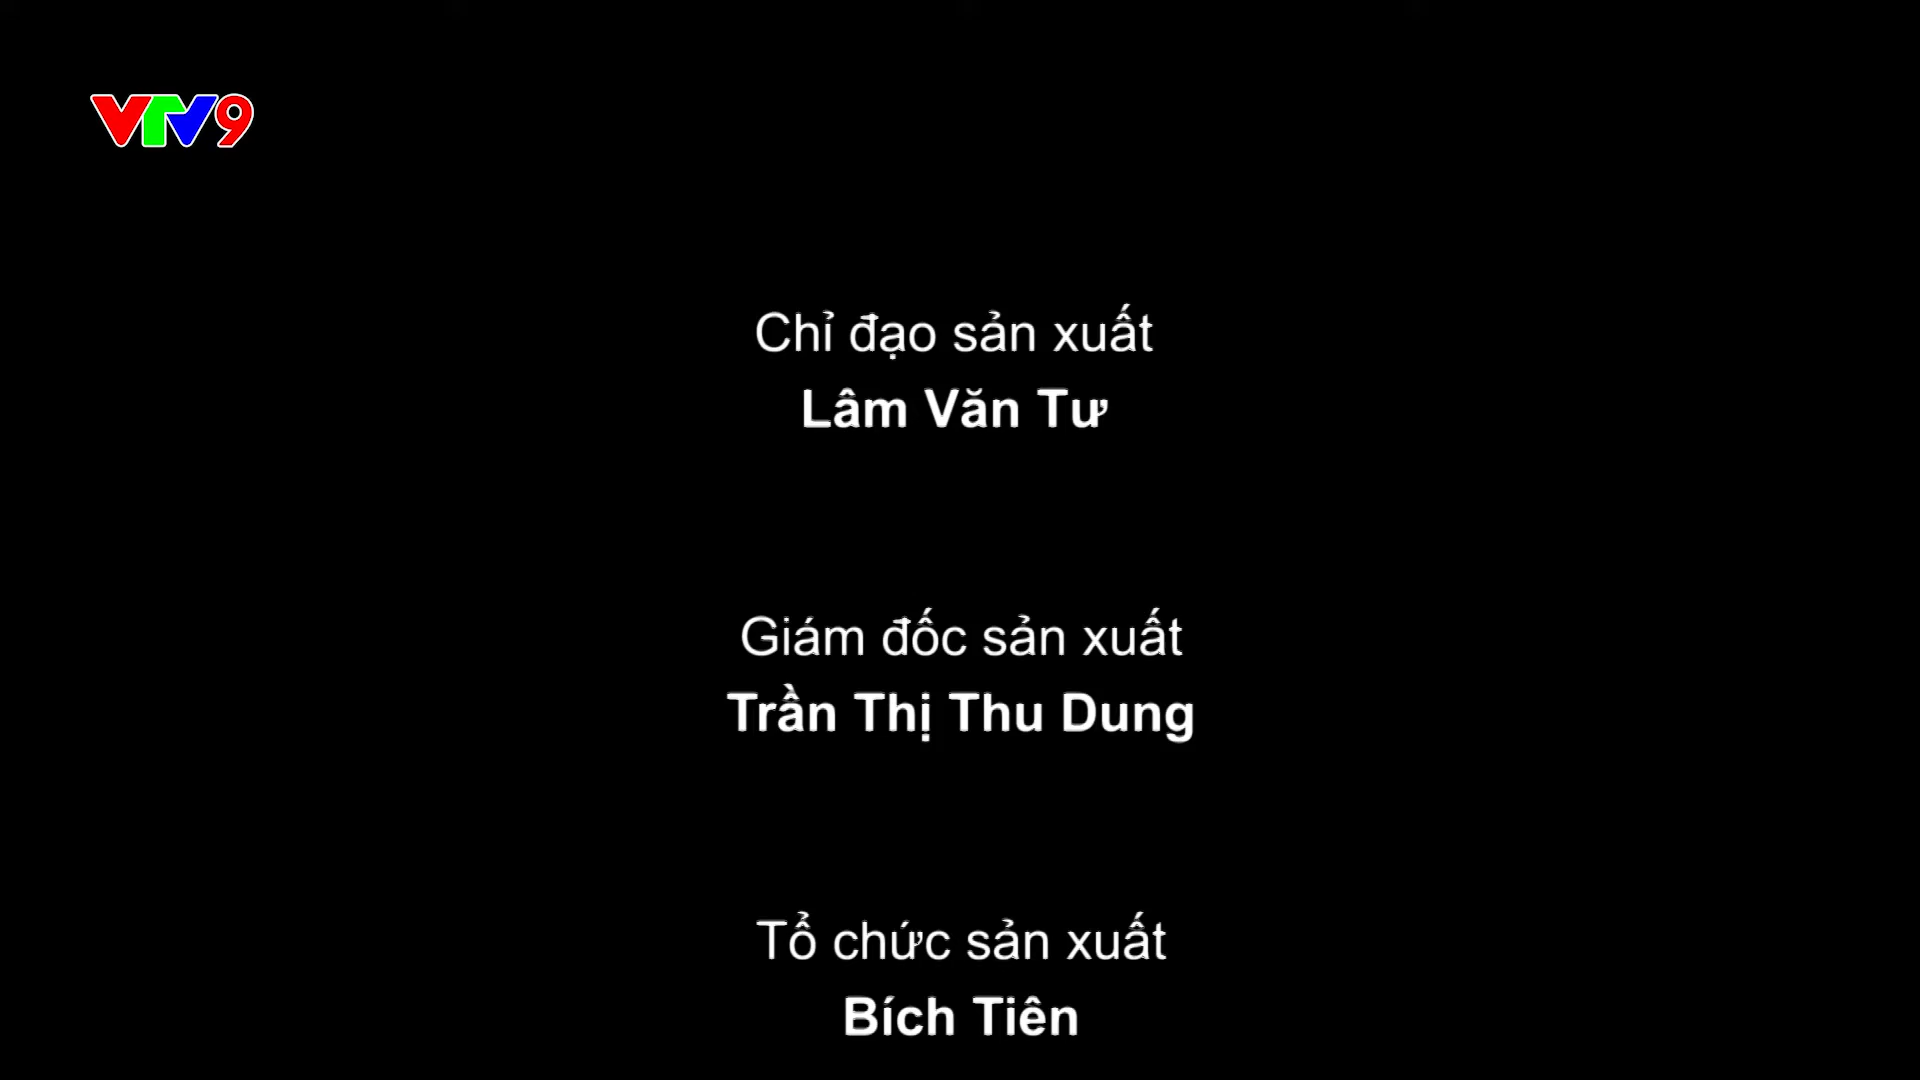 VTV9
Chỉ đạo sản xuất
Lâm Văn Tư
Giám đốc sản xuất
Trần Thị Thu Dung
Tổ chức sản xuất
Bích Tiên